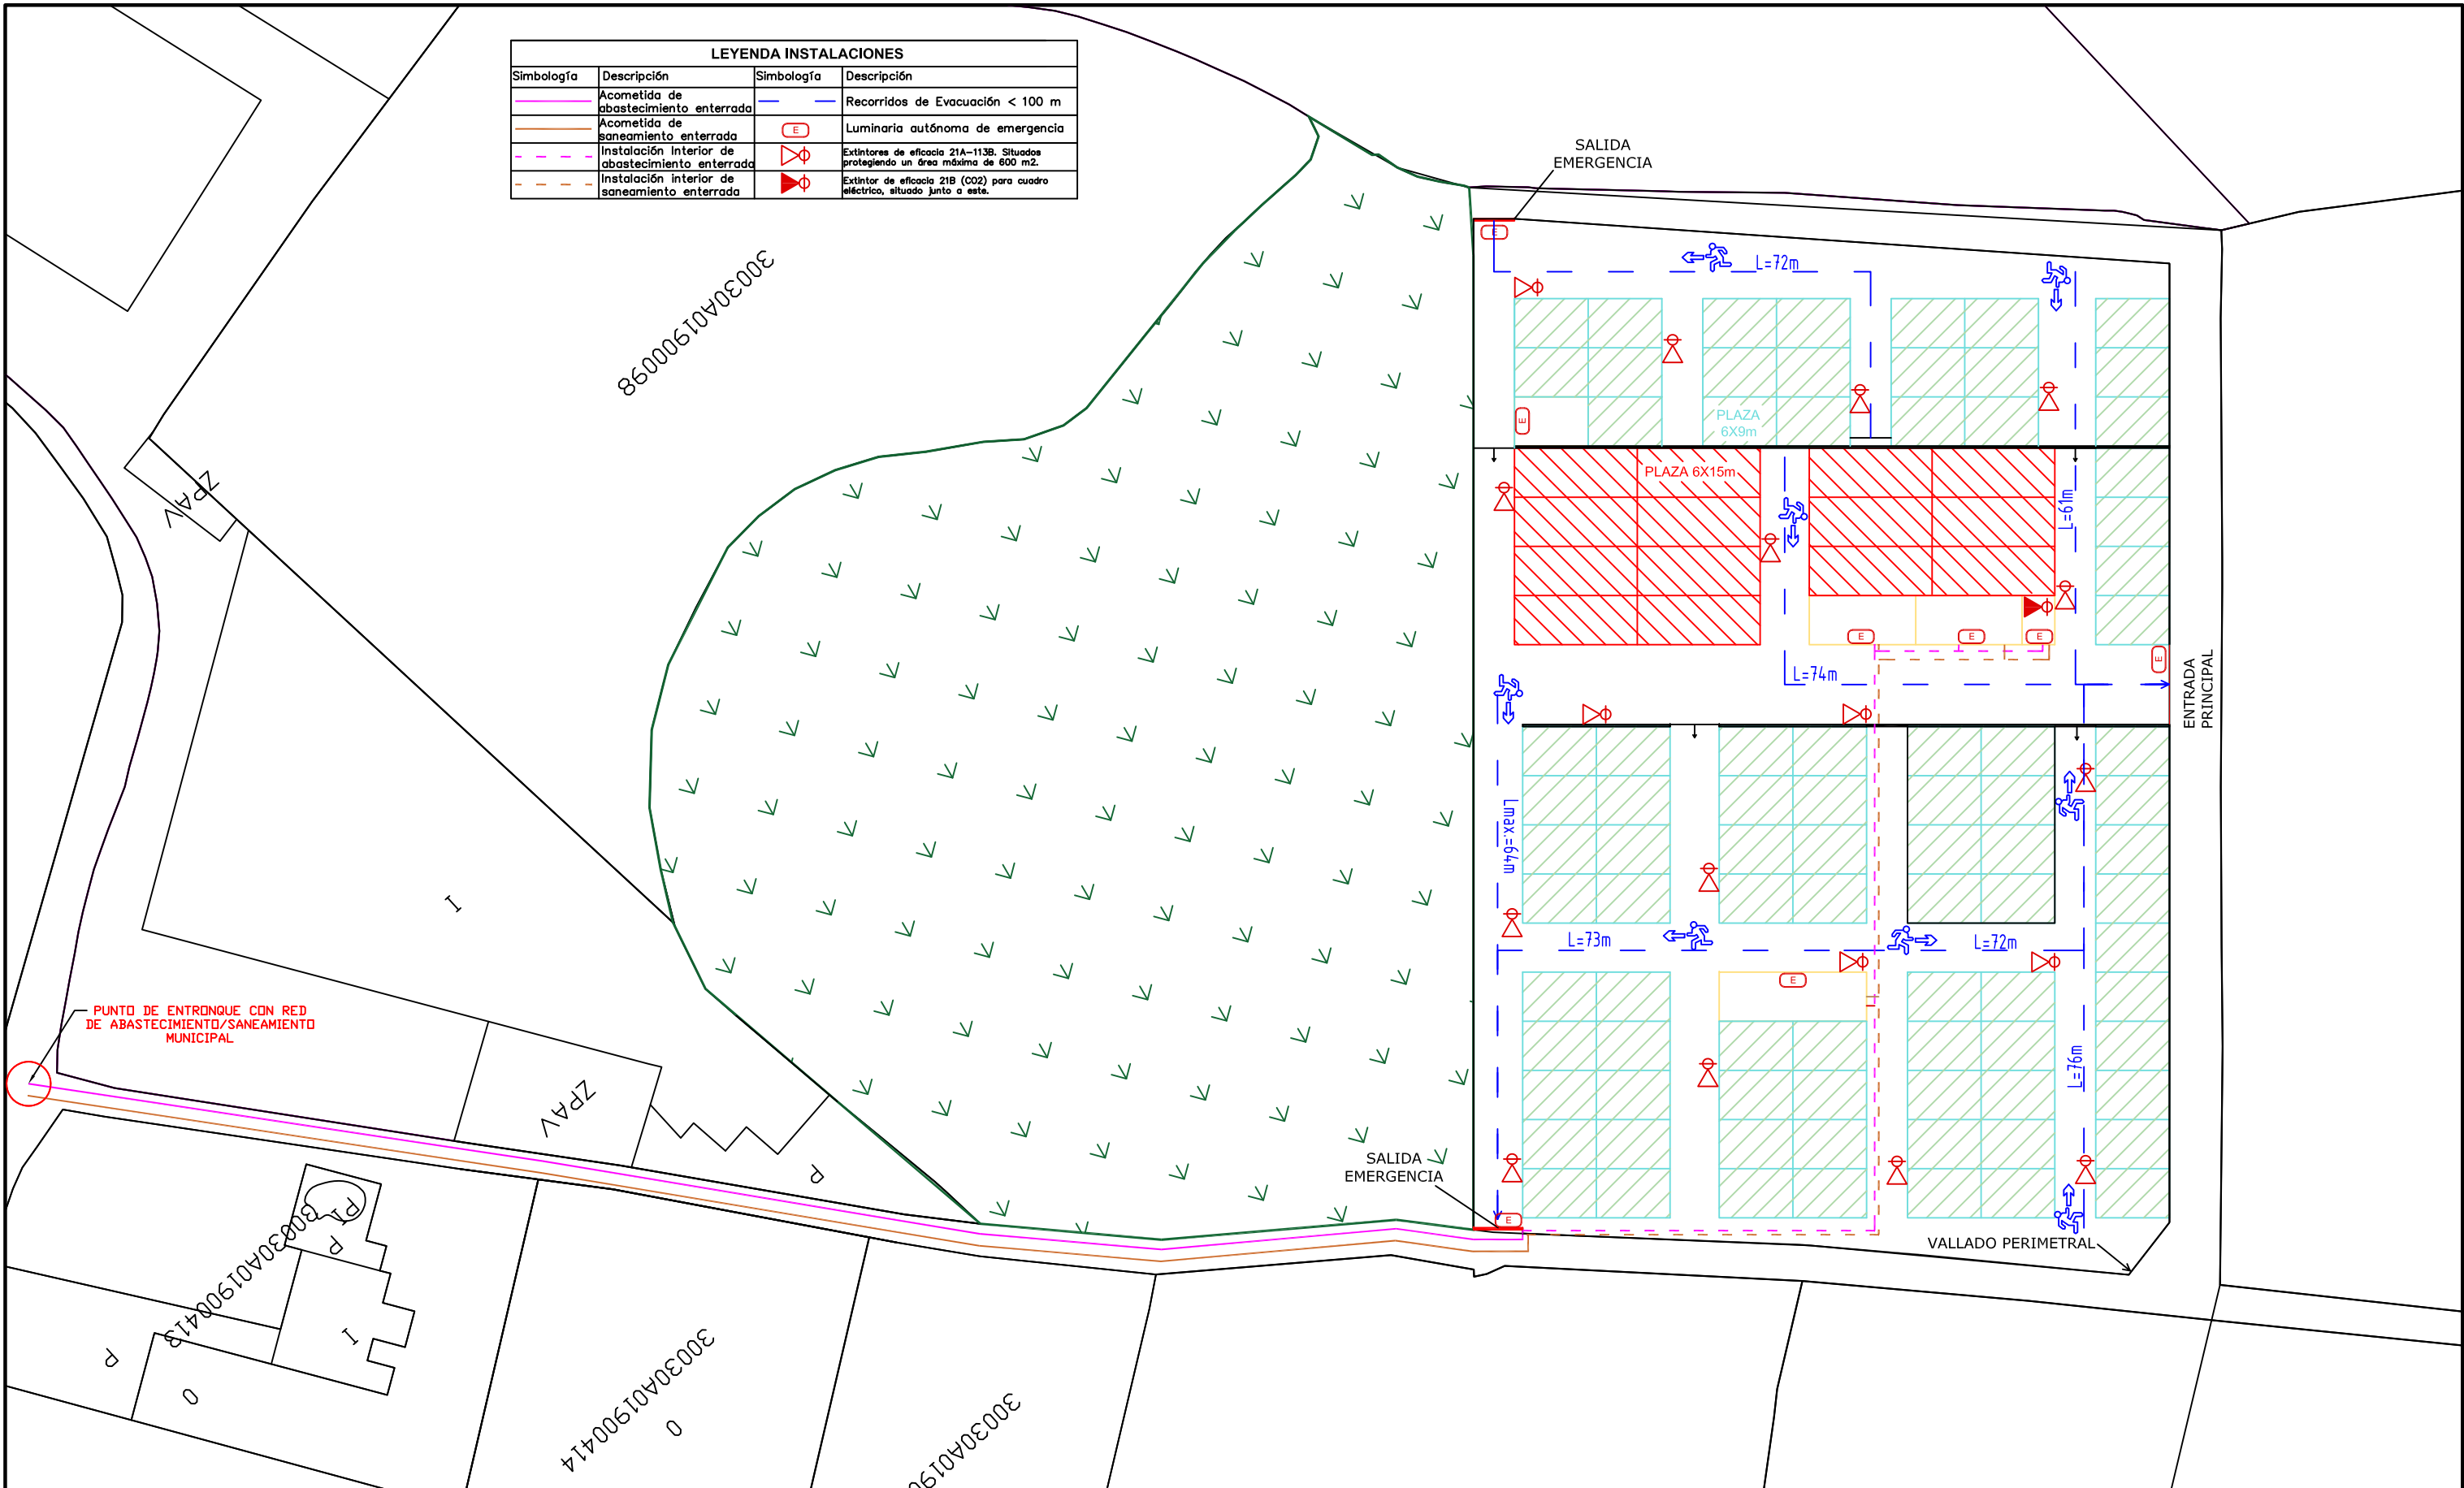 LEYENDA INSTALACIONES
Simbología Descripción Simbología Descripción
Acometida de
abastecimiento enterrada
Recorridos de Evacuación < 100 m
Acometida de
saneamiento enterrada
E
Luminaria autónoma de emergencia
Instalación Interior de
abastecimiento enterrada
Extintores de eficacia 21A-113B. Situados
protegiendo un área máxima de 600 m2.
Instalación interior de
saneamiento enterrada
Extintor de eficacia 21B (CO2) para cuadro
eléctrico, situado junto a este.
SALIDA
EMERGENCIA
E
L=72m
30030A01900098
PLAZA
6X9m
E
ZPAV
PLAZA 6X15m
L=61m
E
E
E
E
L=74m
ENTRADA
PRINCIPAL
Lmax.=64m
I
L=73m
L=72m
E
PUNTO DE ENTRONQUE CON RED
DE ABASTECIMIENTO/SANEAMIENTO
MUNICIPAL
L=76m
ZPAV
P
SALIDA
EMERGENCIA
E
VALLADO PERIMETRAL
PI
P
30030A01900413
I
P
O
30030A01900414
O
30030A0190